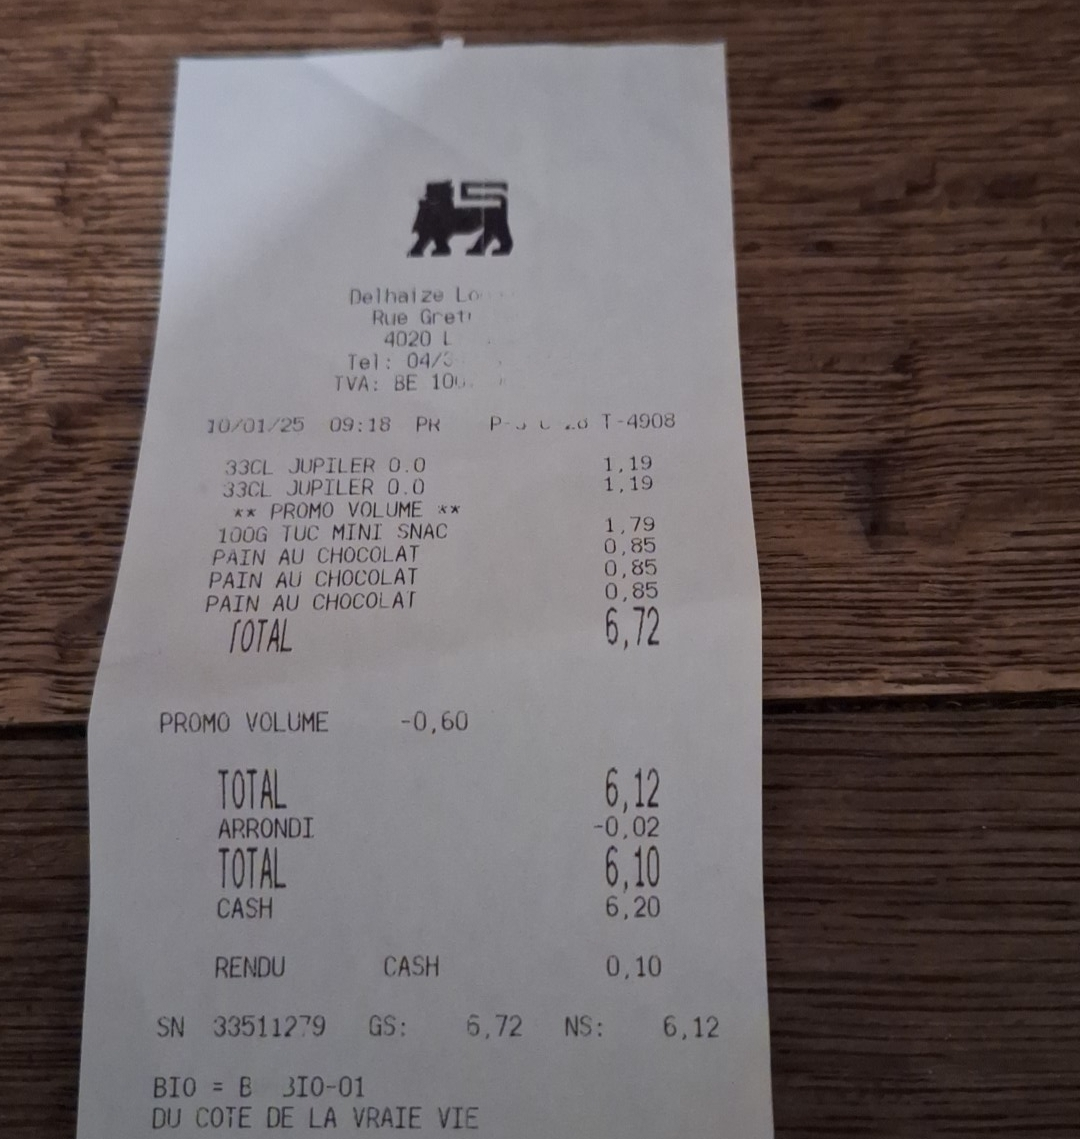 Delhaize
Rue
4020
Tel: 04/3
TVA: BE
10/01/25 09:18 PR T-4908
33CL JUPILER 0.0 1,19
33CL JUPILER 0.0 1,19
** PROMO VOLUME **
100G TUC MINI SNAC 1,79
PAIN AU CHOCOLAT 0,85
PAIN AU CHOCOLAT 0,85
PAIN AU CHOCOLAT 0,85
TOTAL 6,72
PROMO VOLUME -0,60
TOTAL 6,12
ARRONDI -0,02
TOTAL 6,10
CASH 6,20
RENDU CASH 0,10
SN 33511279 GS: 6,72 NS: 6,12
BIO = B BIO-01
DU COTE DE LA VRAIE VIE